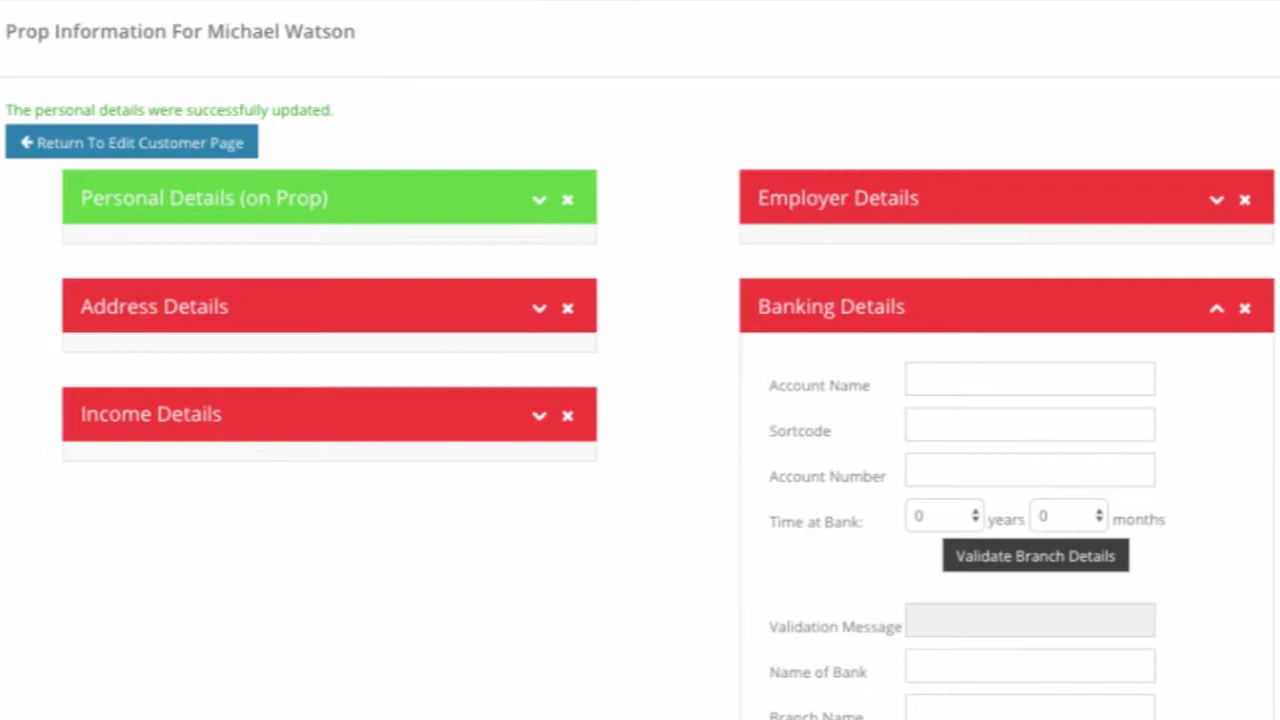 Prop Information For Michael Watson
The personal details were successfully updated.
Return To Edit Customer Page
Personal Details (on Prop)
Address Details
Income Details
Employer Details
Banking Details
Account Name
Sortcode
Account Number
Time at Bank: 0 years 0 months
Validate Branch Details
Validation Message
Name of Bank
Branch Name